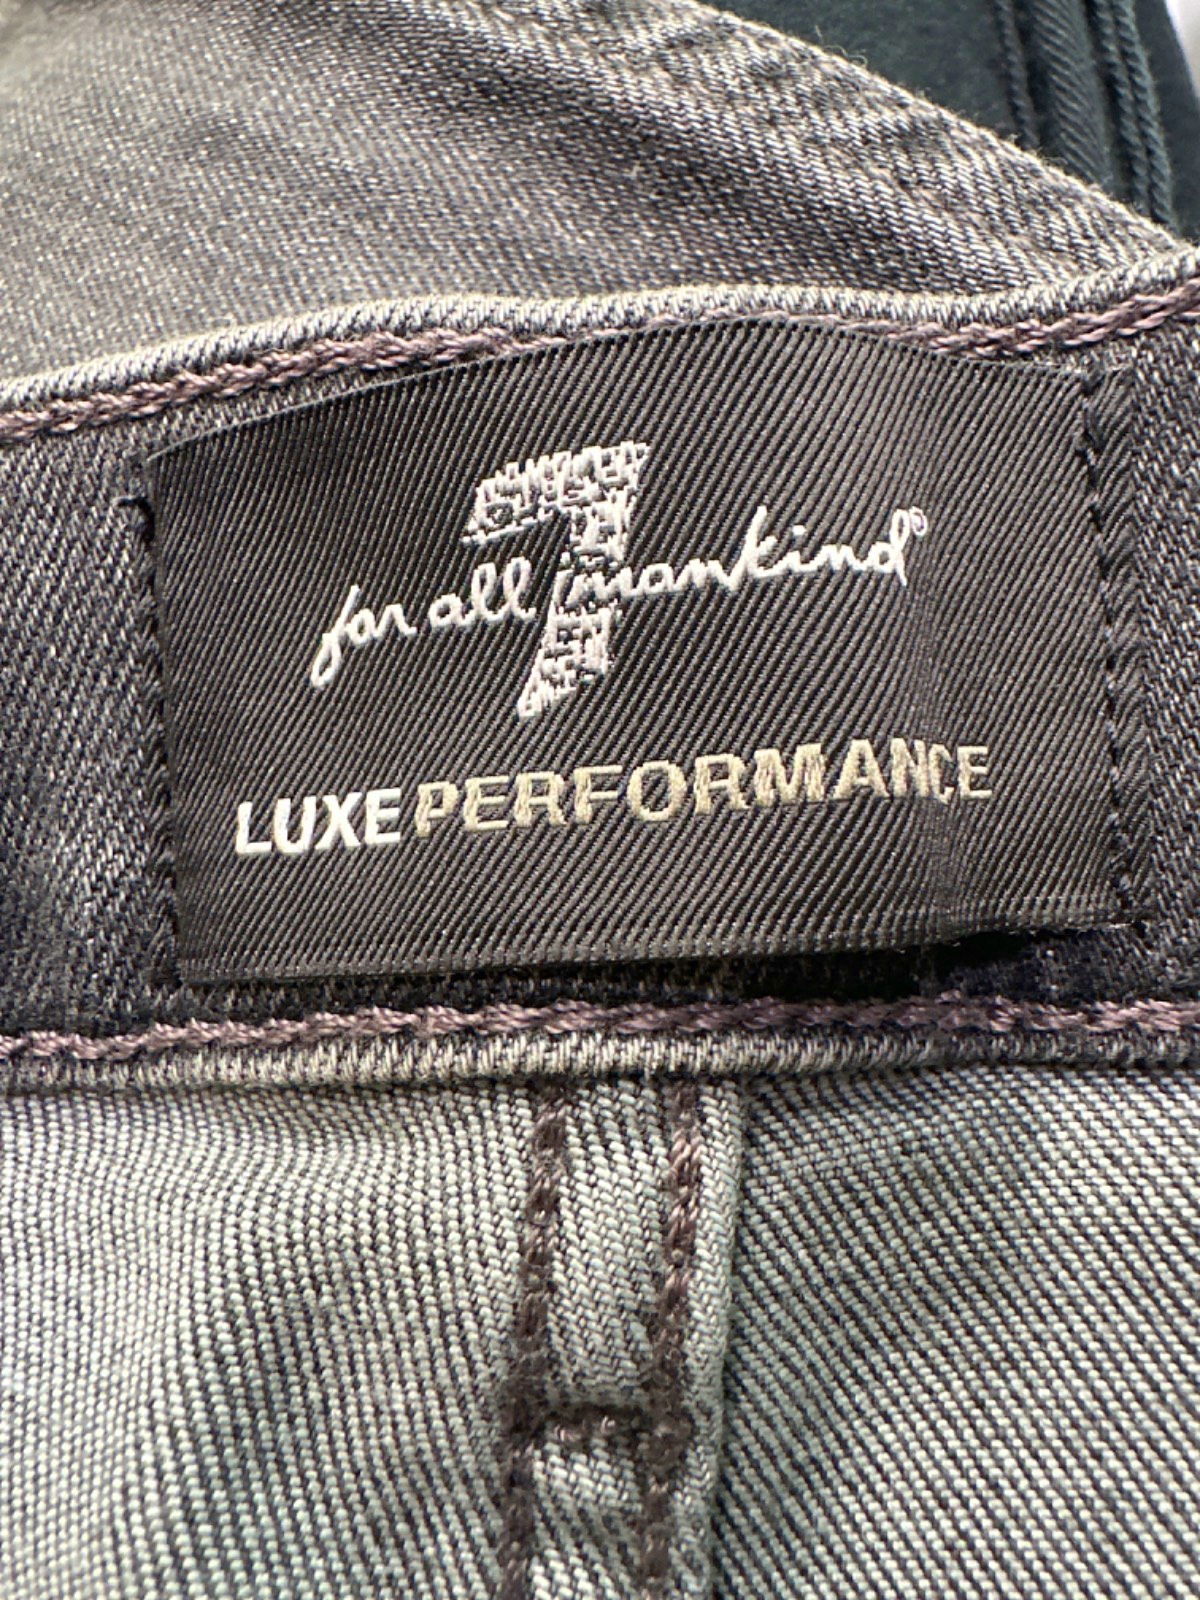 7
for all mankind®
LUXE PERFORMANCE